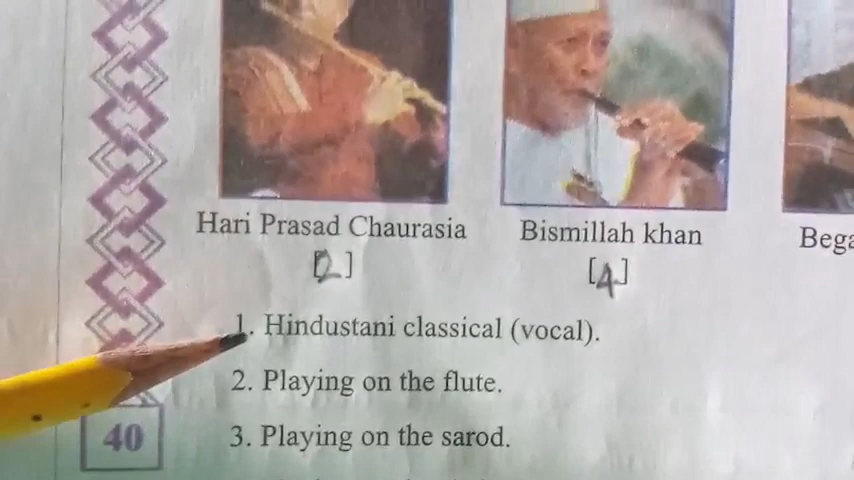 Hari Prasad Chaurasia Bismillah khan
[2] [4]
1. Hindustani classical (vocal).
2. Playing on the flute.
3. Playing on the sarod.
40